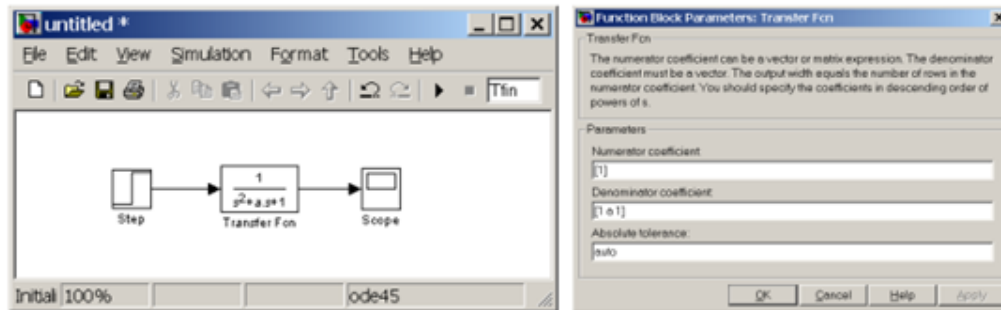 untitled *
File Edit View Simulation Format Tools Help
Tfin
1
s²+a.s+1
Step
Transfer Fcn
Scope
Initial 100% ode45
Function Block Parameters: Transfer Fcn
Transfer Fcn
The numerator coefficient can be a vector or matrix expression. The denominator
coefficient must be a vector. The output width equals the number of rows in the
numerator coefficient. You should specify the coefficients in descending order of
powers of s.
Parameters
Numerator coefficient:
[1]
Denominator coefficient:
[1 a 1]
Absolute tolerance:
auto
OK Cancel Help Apply